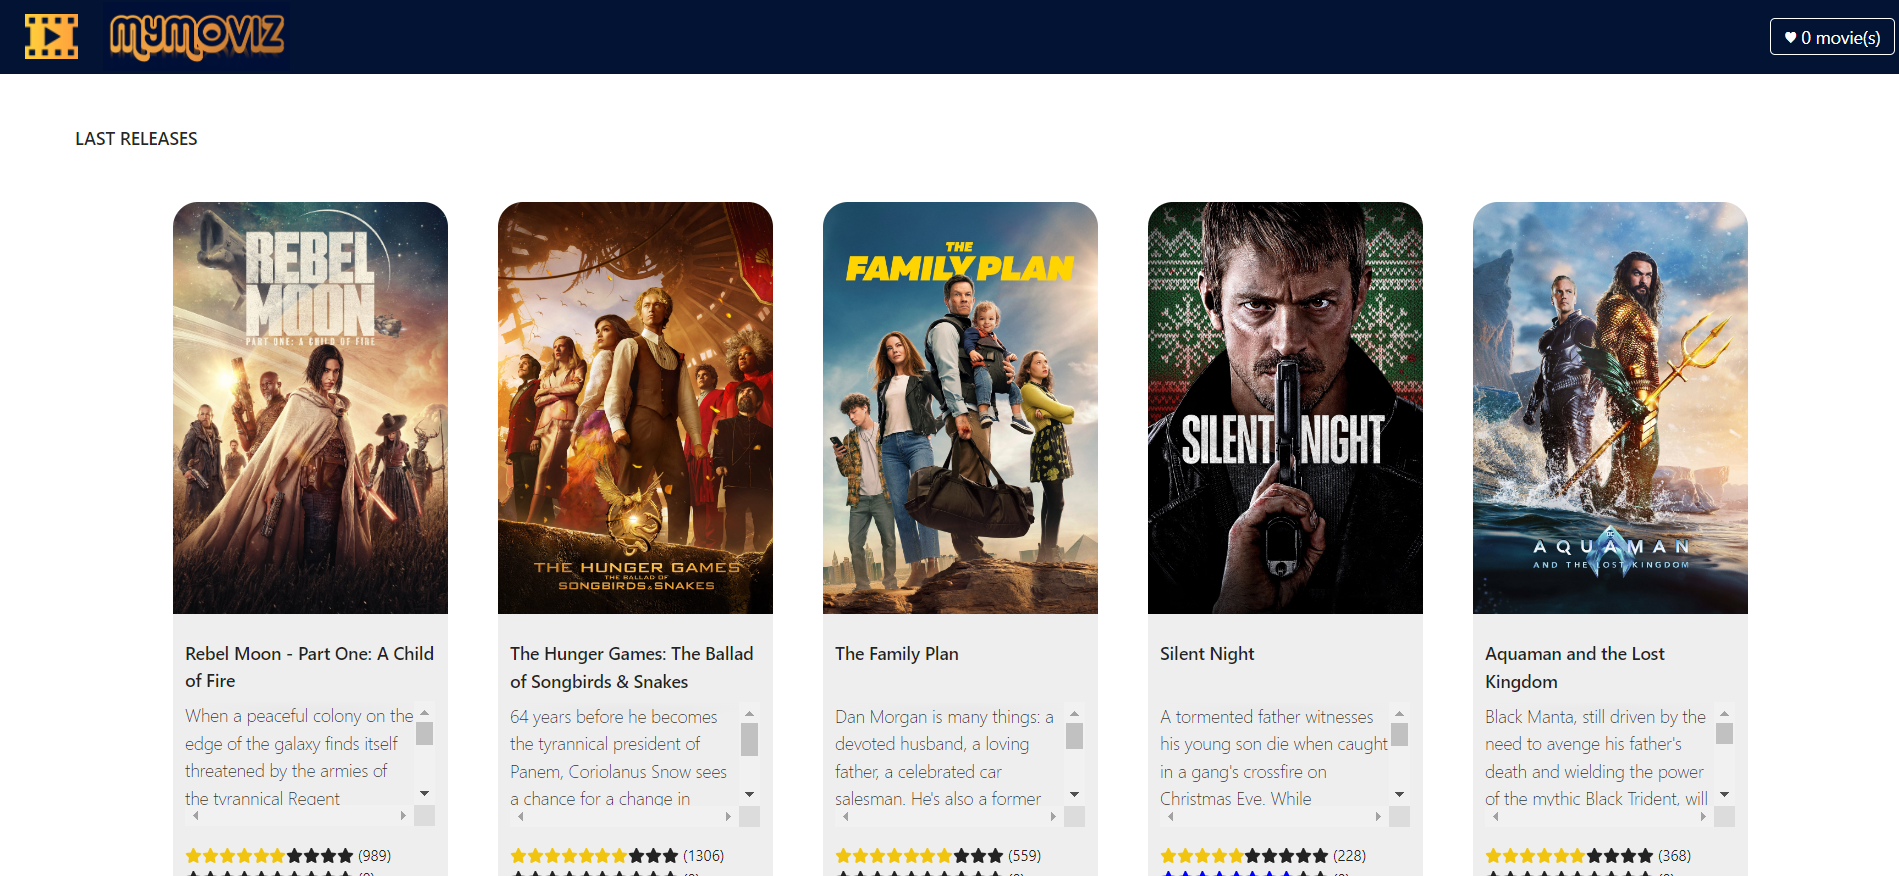 MYMOVIZ
0 movie(s)
LAST RELEASES
REBEL
MOON
PART ONE: A CHILD OF FIRE
THE HUNGER GAMES
THE BALLAD OF
SONGBIRDS & SNAKES
THE
FAMILY PLAN
SILENT NIGHT
AQUAMAN
AND THE LOST KINGDOM
Rebel Moon - Part One: A Child
of Fire
When a peaceful colony on the
edge of the galaxy finds itself
threatened by the armies of
the tyrannical Regent
(989)
(0)
The Hunger Games: The Ballad
of Songbirds & Snakes
64 years before he becomes
the tyrannical president of
Panem, Coriolanus Snow sees
a chance for a change in
(1306)
(0)
The Family Plan
Dan Morgan is many things: a
devoted husband, a loving
father, a celebrated car
salesman. He's also a former
(559)
(0)
Silent Night
A tormented father witnesses
his young son die when caught
in a gang's crossfire on
Christmas Eve. While
(228)
(0)
Aquaman and the Lost
Kingdom
Black Manta, still driven by the
need to avenge his father's
death and wielding the power
of the mythic Black Trident, will
(368)
(0)